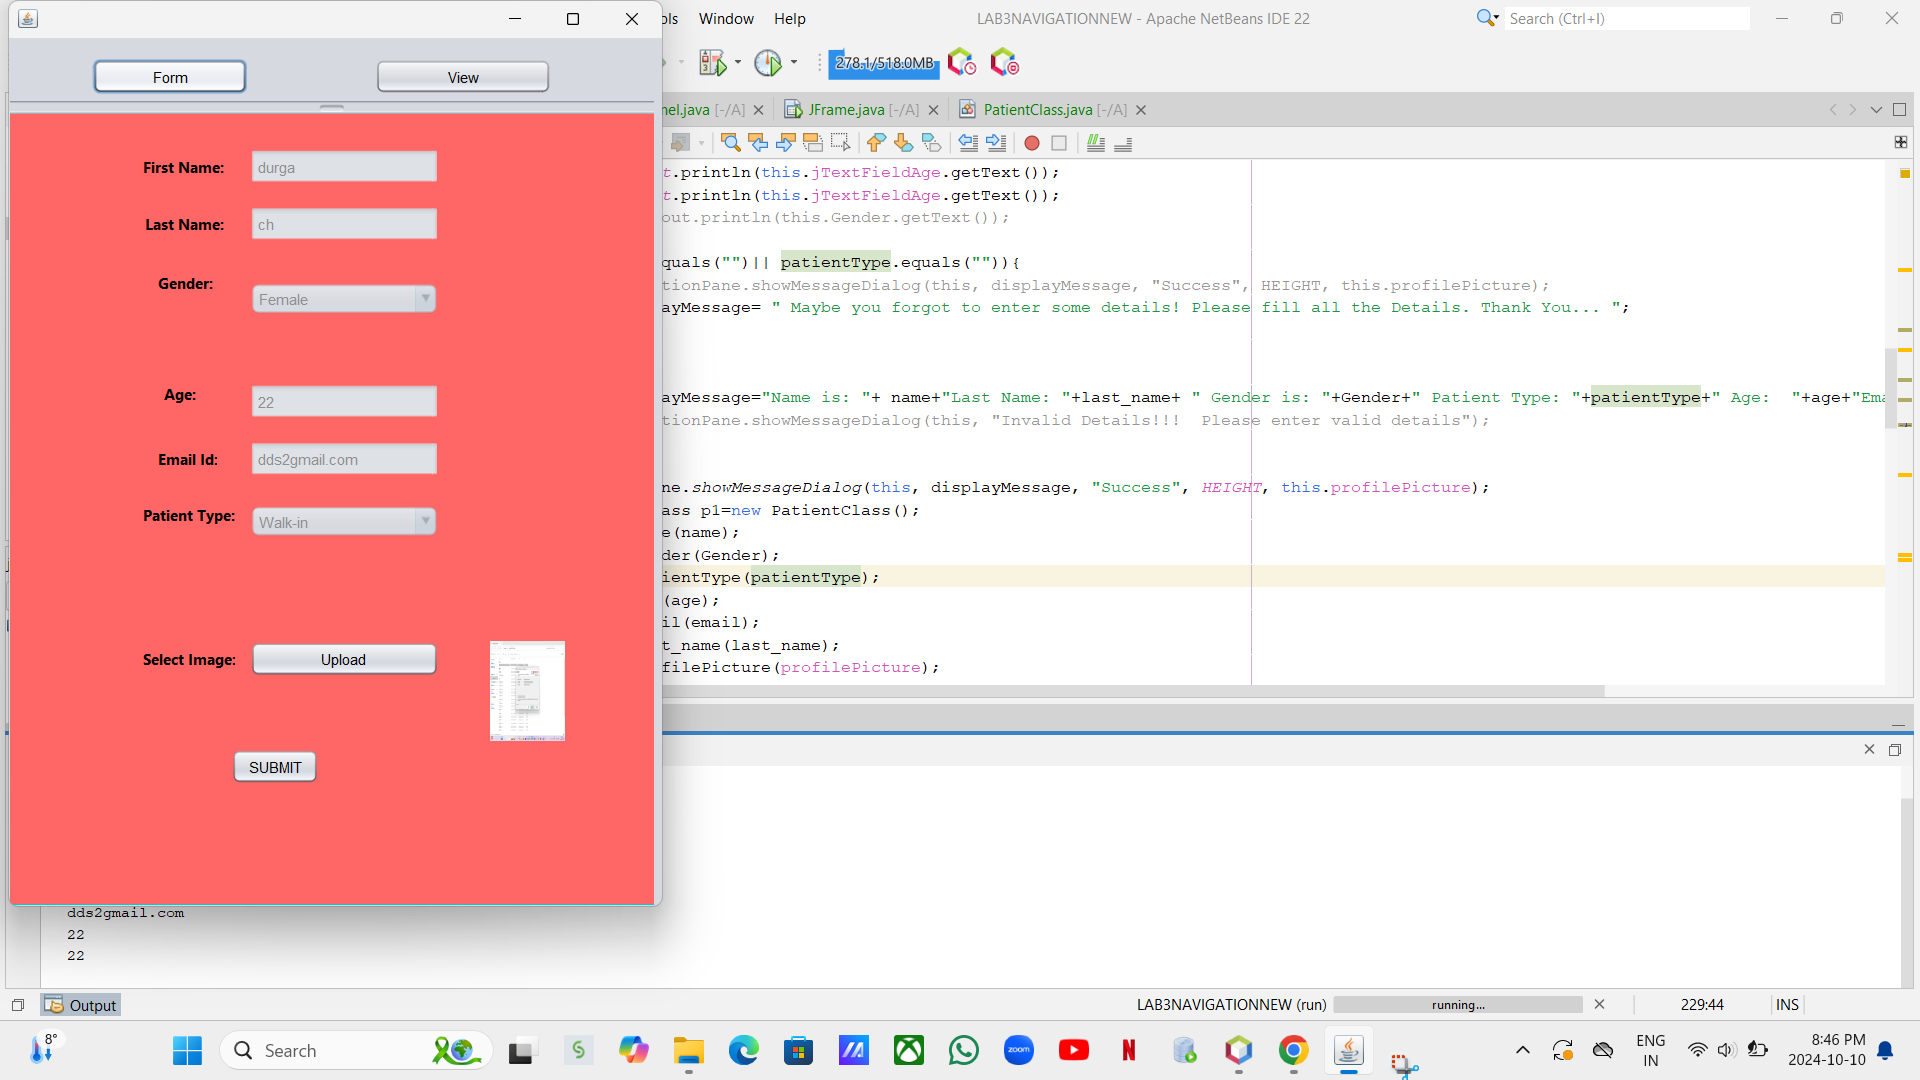 ols Window Help
LAB3NAVIGATIONNEW - Apache NetBeans IDE 22
Search (Ctrl+I)
Form
View
278.1/518.0MB
nel.java [-/A]
JFrame.java [-/A]
PatientClass.java [-/A]
First Name:
durga
Last Name:
ch
Gender:
Female
Age:
22
Email Id:
dds2gmail.com
Patient Type:
Walk-in
Select Image:
Upload
SUBMIT
t.println(this.jTextFieldAge.getText());
t.println(this.jTextFieldAge.getText());
out.println(this.Gender.getText());
quals("")|| patientType.equals("")){
tionPane.showMessageDialog(this, displayMessage, "Success", HEIGHT, this.profilePicture);
ayMessage= " Maybe you forgot to enter some details! Please fill all the Details. Thank You... ";
ayMessage="Name is: "+ name+"Last Name: "+last_name+ " Gender is: "+Gender+" Patient Type: "+patientType+" Age:  "+age+"Ema
tionPane.showMessageDialog(this, "Invalid Details!!!  Please enter valid details");
ne.showMessageDialog(this, displayMessage, "Success", HEIGHT, this.profilePicture);
ass p1=new PatientClass();
e(name);
der(Gender);
ientType(patientType);
(age);
il(email);
t_name(last_name);
filePicture(profilePicture);
dds2gmail.com
22
22
Output
LAB3NAVIGATIONNEW (run)
running...
229:44
INS
8°
Search
zoom
ENG
IN
8:46 PM
2024-10-10